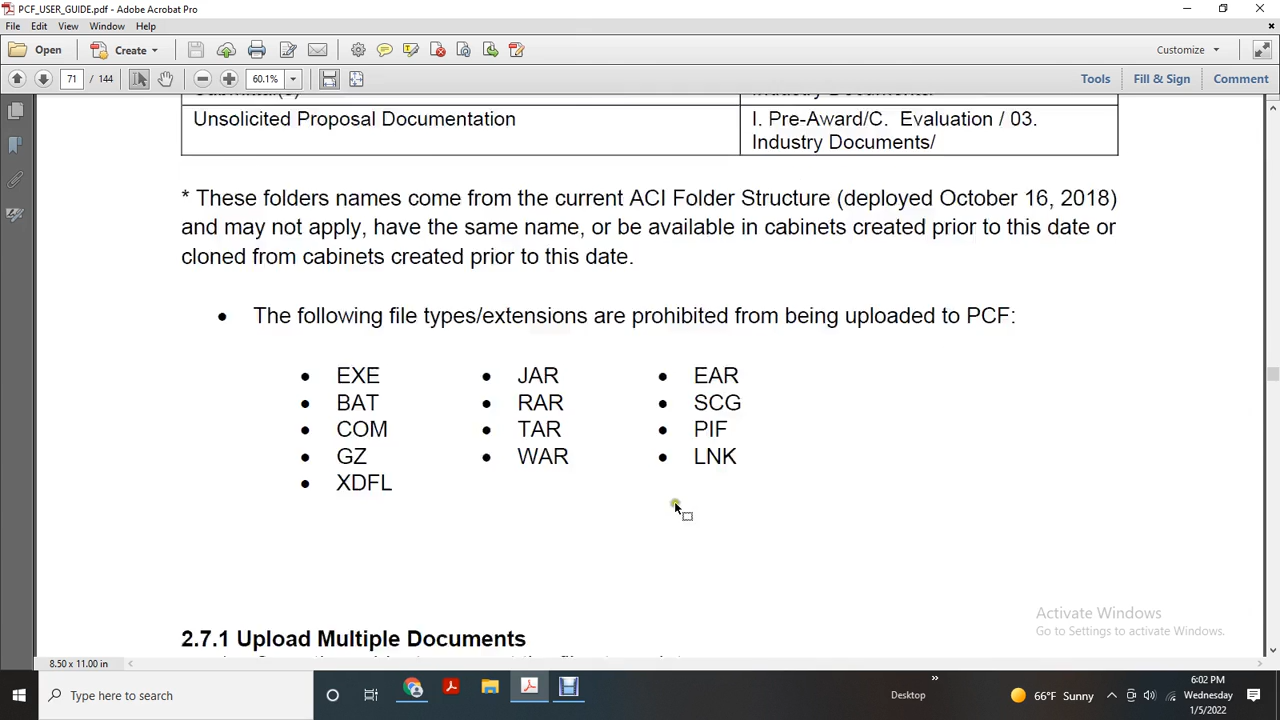 PCF_USER_GUIDE.pdf - Adobe Acrobat Pro
File Edit View Window Help
Open Create Customize
71 / 144 60.1% Tools Fill & Sign Comment
Industry Documents/
Unsolicited Proposal Documentation I. Pre-Award/C. Evaluation / 03.
Industry Documents/
* These folders names come from the current ACI Folder Structure (deployed October 16, 2018)
and may not apply, have the same name, or be available in cabinets created prior to this date or
cloned from cabinets created prior to this date.
• The following file types/extensions are prohibited from being uploaded to PCF:
• EXE • JAR • EAR
• BAT • RAR • SCG
• COM • TAR • PIF
• GZ • WAR • LNK
• XDFL
Activate Windows
Go to Settings to activate Windows.
2.7.1 Upload Multiple Documents
8.50 x 11.00 in
Type here to search Desktop 66°F Sunny 6:02 PM
Wednesday
1/5/2022